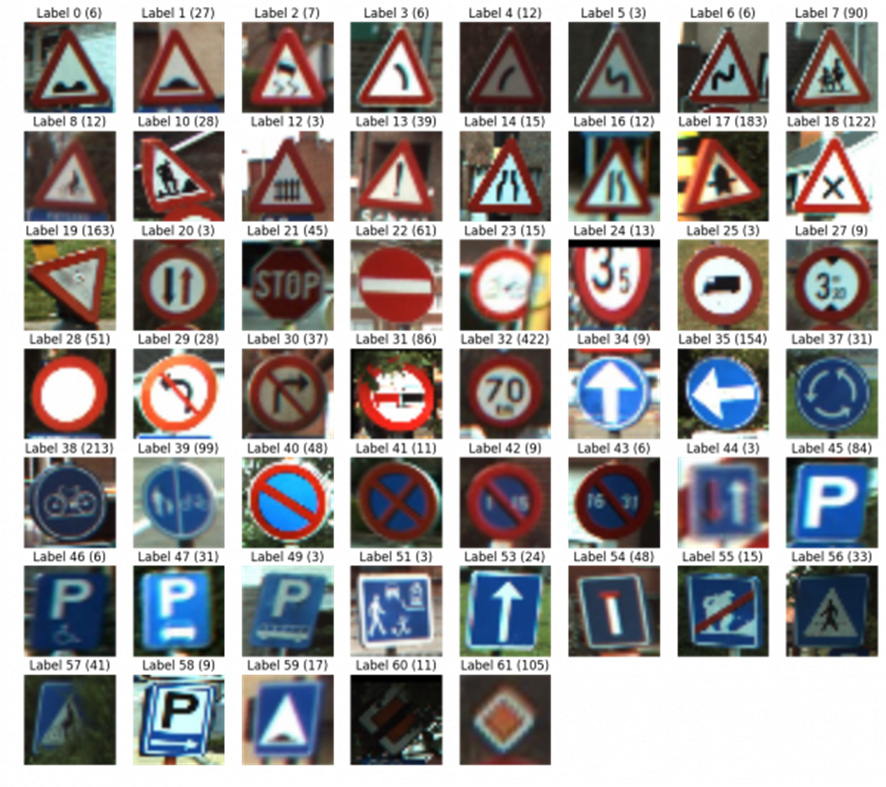 Label 0 (6) Label 1 (27) Label 2 (7) Label 3 (6) Label 4 (12) Label 5 (3) Label 6 (6) Label 7 (90)
Label 8 (12) Label 10 (28) Label 12 (3) Label 13 (39) Label 14 (15) Label 16 (12) Label 17 (183) Label 18 (122)
Label 19 (163) Label 20 (3) Label 21 (45) Label 22 (61) Label 23 (15) Label 24 (13) Label 25 (3) Label 27 (9)
STOP 3 5 3 m 30
Label 28 (51) Label 29 (28) Label 30 (37) Label 31 (86) Label 32 (422) Label 34 (9) Label 35 (154) Label 37 (31)
70
Label 38 (213) Label 39 (99) Label 40 (48) Label 41 (11) Label 42 (9) Label 43 (6) Label 44 (3) Label 45 (84)
1 15 16 31 P
Label 46 (6) Label 47 (31) Label 49 (3) Label 51 (3) Label 53 (24) Label 54 (48) Label 55 (15) Label 56 (33)
P P P
Label 57 (41) Label 58 (9) Label 59 (17) Label 60 (11) Label 61 (105)
P